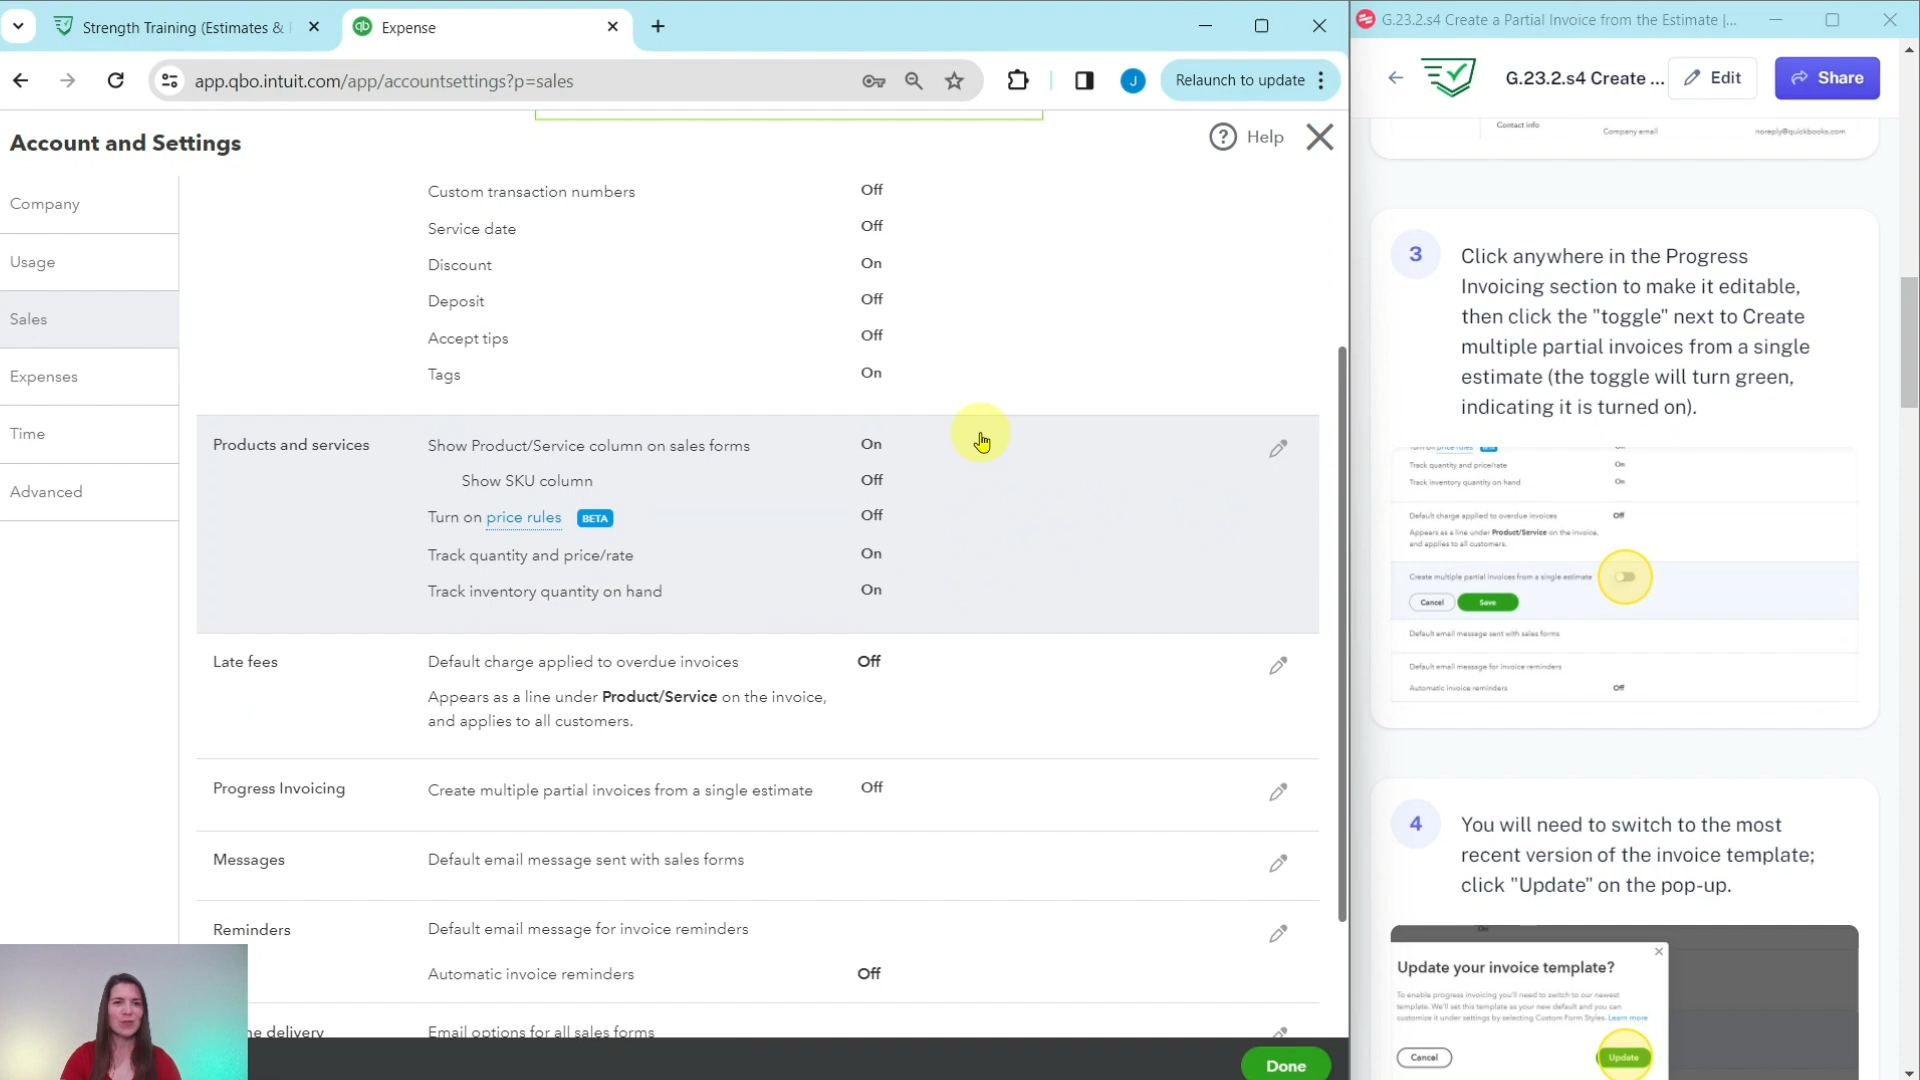 Strength Training (Estimates &
Expense
app.qbo.intuit.com/app/accountsettings?p=sales
J
Relaunch to update
Account and Settings
Help
Company
Usage
Sales
Expenses
Time
Advanced
Custom transaction numbers Off
Service date Off
Discount On
Deposit Off
Accept tips Off
Tags On
Products and services Show Product/Service column on sales forms On
Show SKU column Off
Turn on price rules BETA Off
Track quantity and price/rate On
Track inventory quantity on hand On
Late fees Default charge applied to overdue invoices Off
Appears as a line under Product/Service on the invoice,
and applies to all customers.
Progress Invoicing Create multiple partial invoices from a single estimate Off
Messages Default email message sent with sales forms
Reminders Default email message for invoice reminders
Automatic invoice reminders Off
ne delivery Email options for all sales forms
Done
G.23.2.s4 Create a Partial Invoice from the Estimate |...
G.23.2.s4 Create ...
Edit
Share
Contact info
Company email noreply@quickbooks.com
3
Click anywhere in the Progress
Invoicing section to make it editable,
then click the "toggle" next to Create
multiple partial invoices from a single
estimate (the toggle will turn green,
indicating it is turned on).
Turn on price rules BETA
Track quantity and price/rate On
Track inventory quantity on hand On
Default charge applied to overdue invoices Off
Appears as a line under Product/Service on the invoice,
and applies to all customers.
Create multiple partial invoices from a single estimate
Cancel Save
Default email message sent with sales forms
Default email message for invoice reminders
Automatic invoice reminders Off
4
You will need to switch to the most
recent version of the invoice template;
click "Update" on the pop-up.
On
Update your invoice template?
To enable progress invoicing you'll need to switch to our newest
template. We'll set this template as your new default and you can
customize it under settings by selecting Custom Form Styles. Learn more
Cancel Update